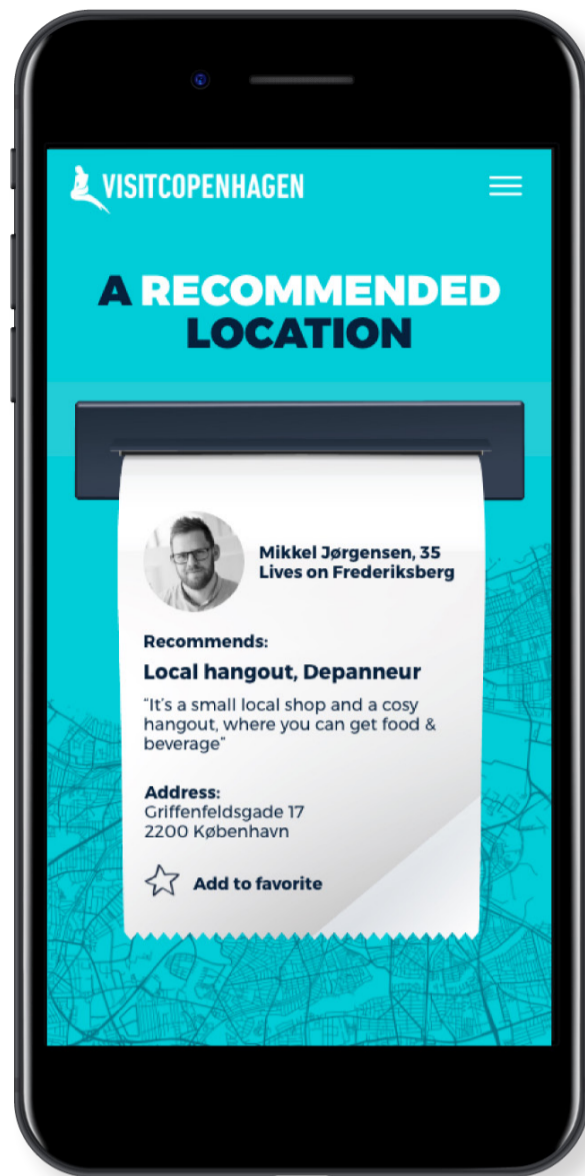 VISITCOPENHAGEN
A RECOMMENDED
LOCATION
Mikkel Jørgensen, 35
Lives on Frederiksberg
Recommends:
Local hangout, Depanneur
“It’s a small local shop and a cosy
hangout, where you can get food &
beverage”
Address:
Griffenfeldsgade 17
2200 København
Add to favorite